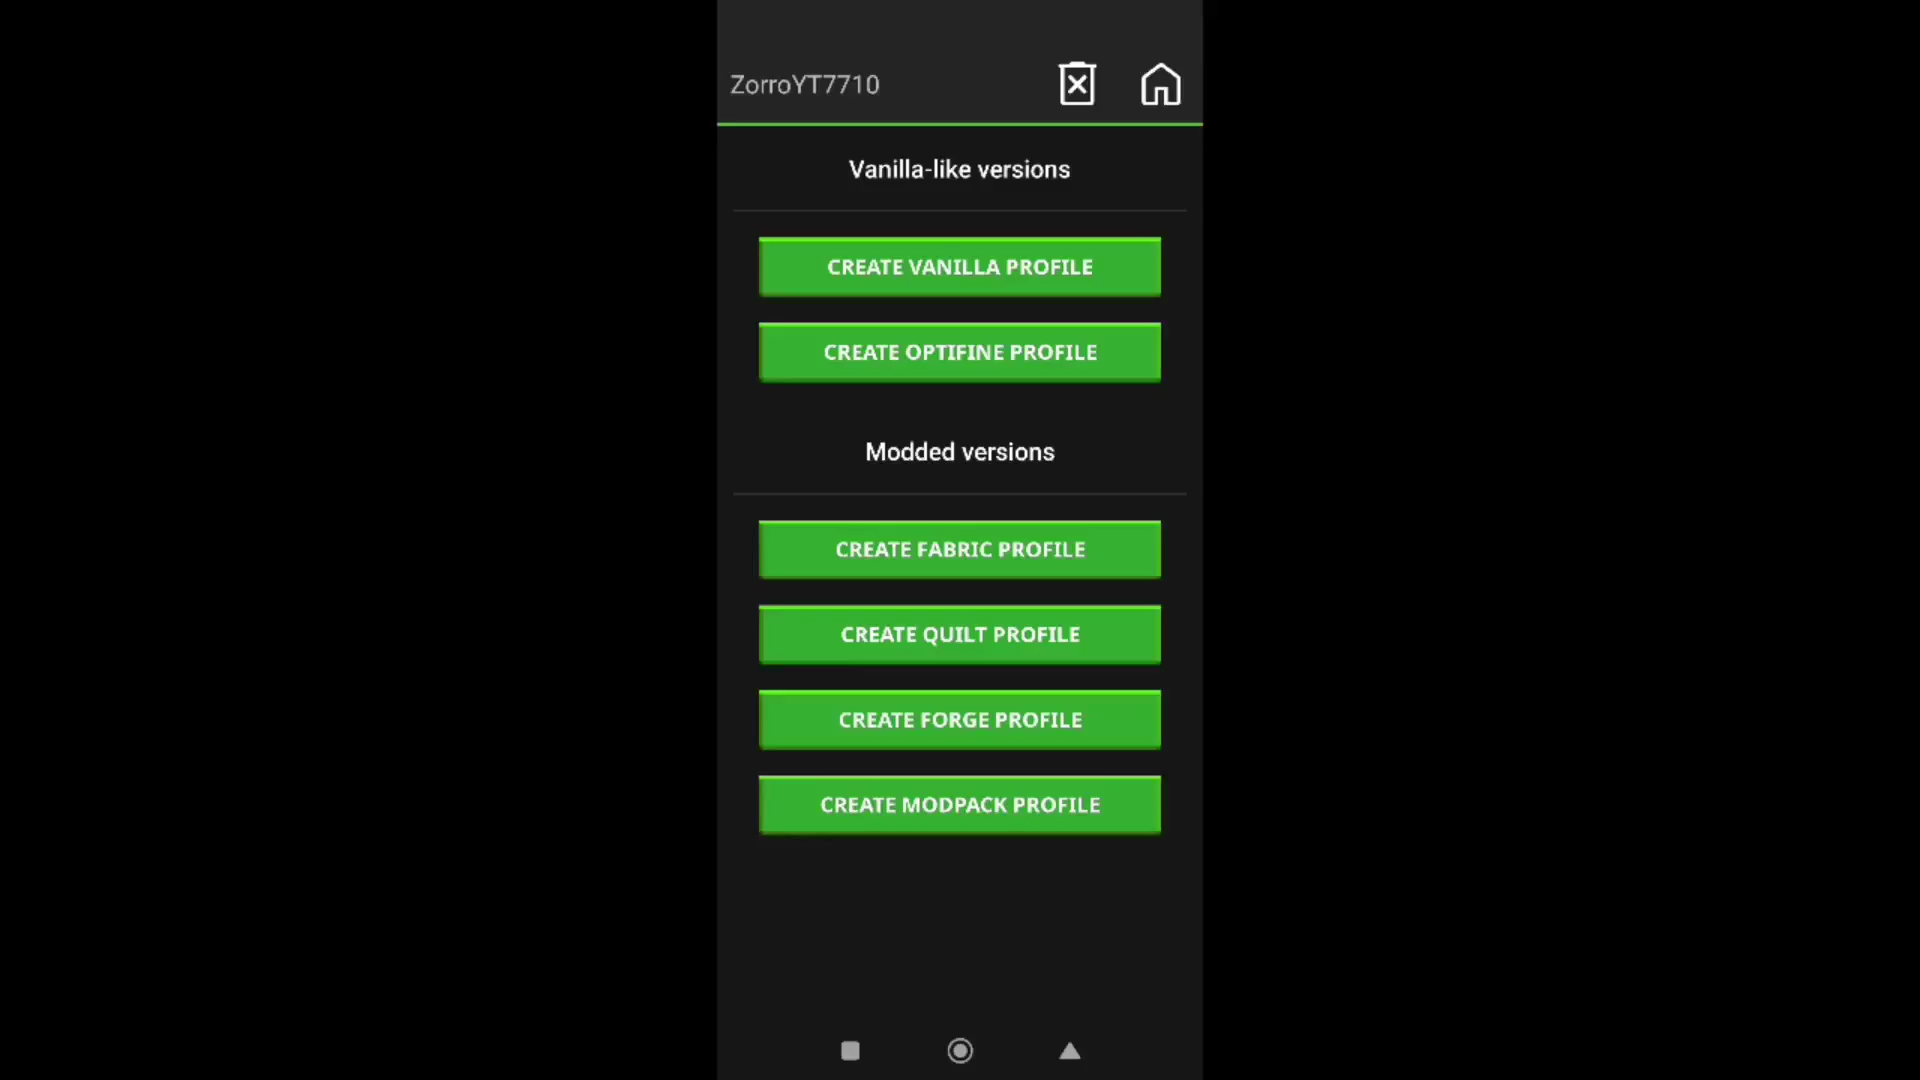 ZorroYT7710
Vanilla-like versions
CREATE VANILLA PROFILE
CREATE OPTIFINE PROFILE
Modded versions
CREATE FABRIC PROFILE
CREATE QUILT PROFILE
CREATE FORGE PROFILE
CREATE MODPACK PROFILE